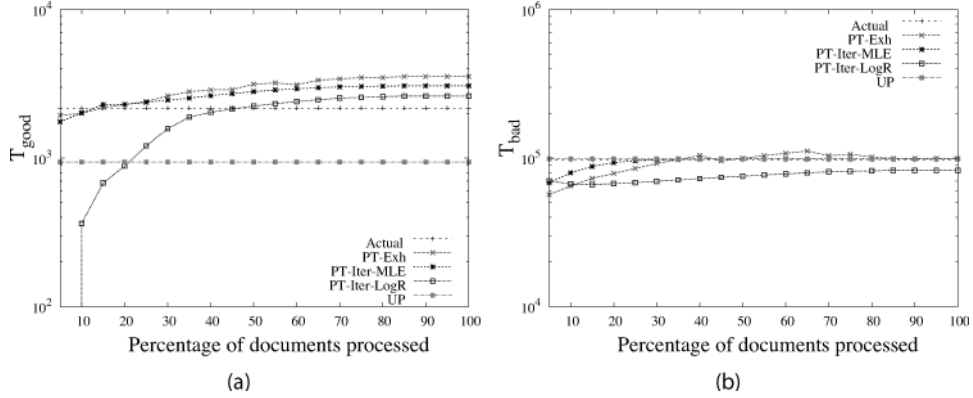 10^4
T_good
10^3
10^2
Actual
PT-Exh
PT-Iter-MLE
PT-Iter-LogR
UP
10 20 30 40 50 60 70 80 90 100
Percentage of documents processed
(a)
10^6
T_bad
10^5
10^4
Actual
PT-Exh
PT-Iter-MLE
PT-Iter-LogR
UP
10 20 30 40 50 60 70 80 90 100
Percentage of documents processed
(b)